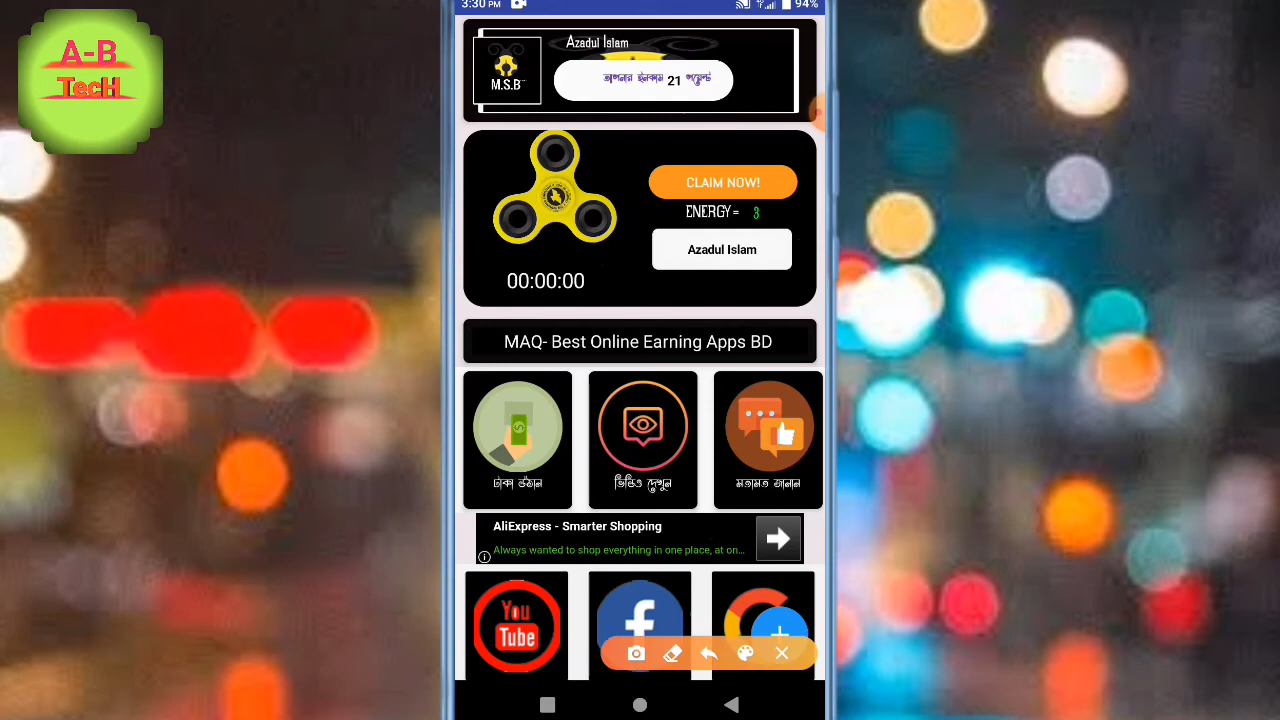 A-B
TecH
3:30 PM
94%
Azadul Islam
M.S.B
আপনার ইনকাম 21 পয়েন্ট
CLAIM NOW!
ENERGY = 3
Azadul Islam
00:00:00
MAQ- Best Online Earning Apps BD
টাকা উঠান
ভিডিও দেখুন
মতামত জানান
AliExpress - Smarter Shopping
Always wanted to shop everything in one place, at on...
You
Tube